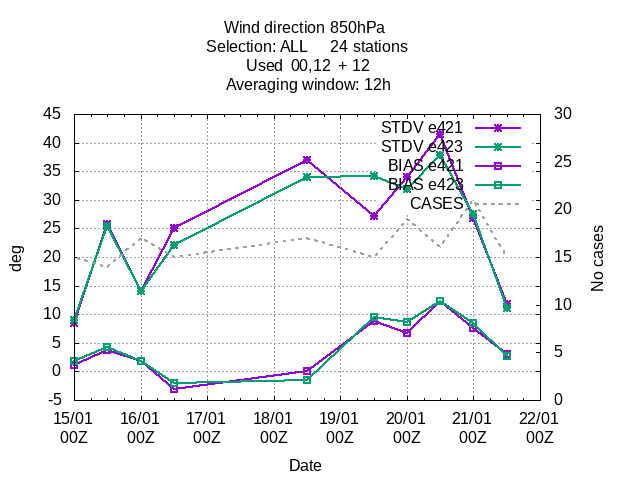 Wind direction 850hPa
Selection: ALL     24 stations
Used  00,12  + 12
Averaging window: 12h
45
40
35
30
25
20
15
10
5
0
-5
deg
30
25
20
15
10
5
0
No cases
STDV e421
STDV e423
BIAS e421
BIAS e423
CASES
15/01 16/01 17/01 18/01 19/01 20/01 21/01 22/01
00Z 00Z 00Z 00Z 00Z 00Z 00Z 00Z
Date